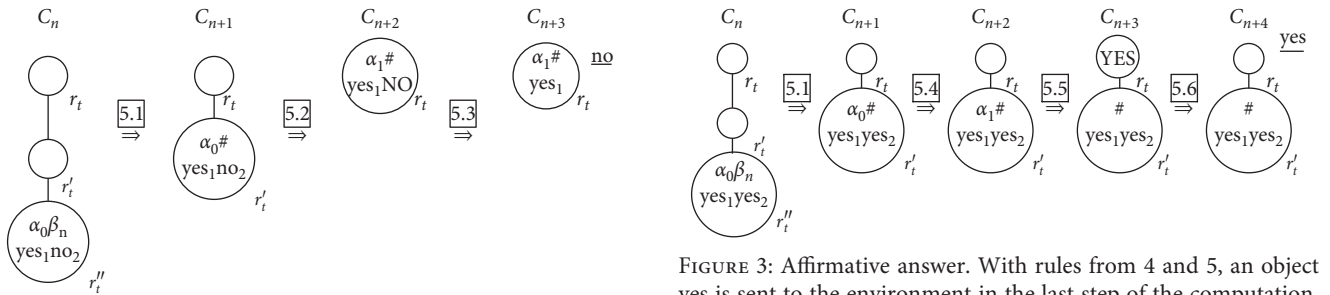 C_n C_{n+1} C_{n+2} C_{n+3}
r_t
r'_t
α_0β_n
yes_1no_2
r''_t
5.1
⇒
r_t
α_0#
yes_1no_2
r'_t
5.2
⇒
α_1#
yes_1NO
r_t
5.3
⇒
α_1#
yes_1
r_t
no
C_n C_{n+1} C_{n+2} C_{n+3} C_{n+4}
r_t
r'_t
α_0β_n
yes_1yes_2
r''_t
5.1
⇒
r_t
α_0#
yes_1yes_2
r'_t
5.4
⇒
r_t
α_1#
yes_1yes_2
r'_t
5.5
⇒
YES
r_t
#
yes_1yes_2
r'_t
5.6
⇒
r_t
#
yes_1yes_2
r'_t
yes
FIGURE 3: Affirmative answer. With rules from 4 and 5, an object
yes is sent to the environment in the last step of the computation.